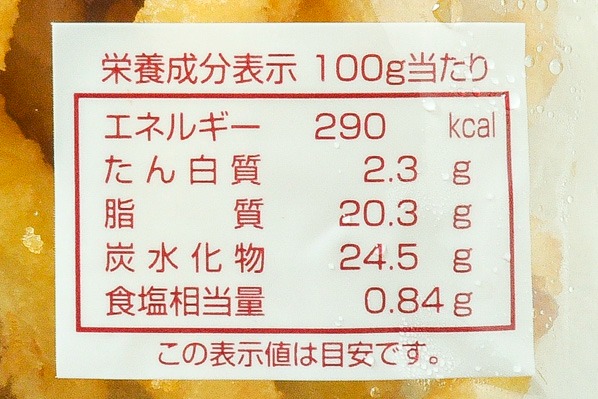 栄養成分表示 100g当たり
エネルギー 290 kcal
たん白質 2.3 g
脂質 20.3 g
炭水化物 24.5 g
食塩相当量 0.84 g
この表示値は目安です。